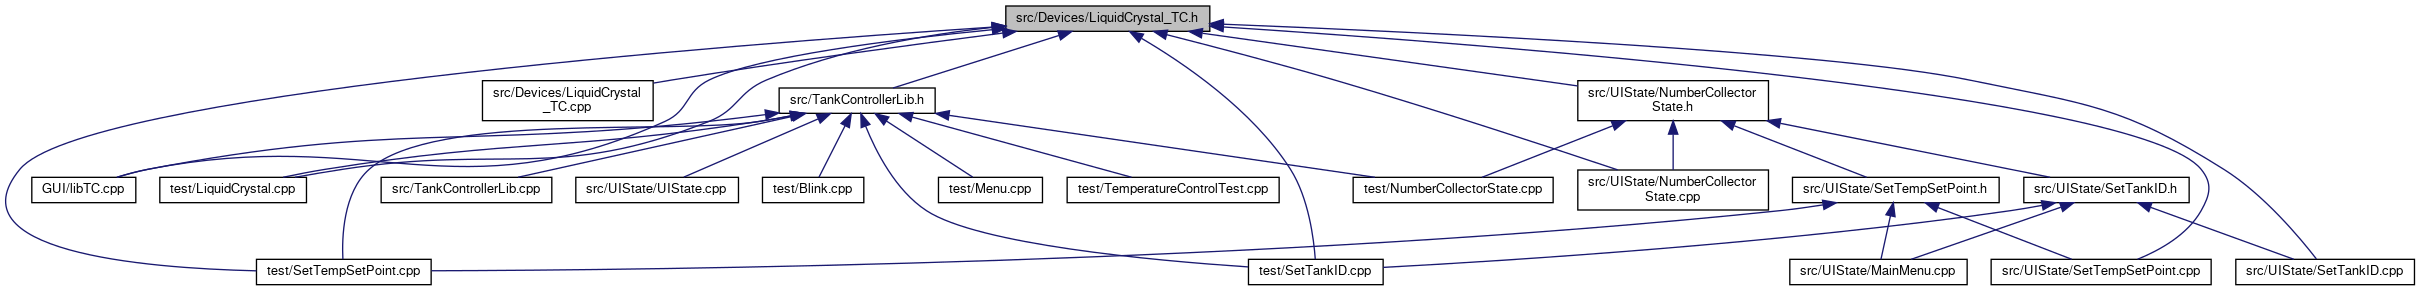 src/Devices/LiquidCrystal_TC.h
src/Devices/LiquidCrystal
_TC.cpp
src/TankControllerLib.h
src/UIState/NumberCollector
State.h
GUI/libTC.cpp
test/LiquidCrystal.cpp
src/TankControllerLib.cpp
src/UIState/UIState.cpp
test/Blink.cpp
test/Menu.cpp
test/TemperatureControlTest.cpp
test/NumberCollectorState.cpp
src/UIState/NumberCollector
State.cpp
src/UIState/SetTempSetPoint.h
src/UIState/SetTankID.h
test/SetTempSetPoint.cpp
test/SetTankID.cpp
src/UIState/MainMenu.cpp
src/UIState/SetTempSetPoint.cpp
src/UIState/SetTankID.cpp